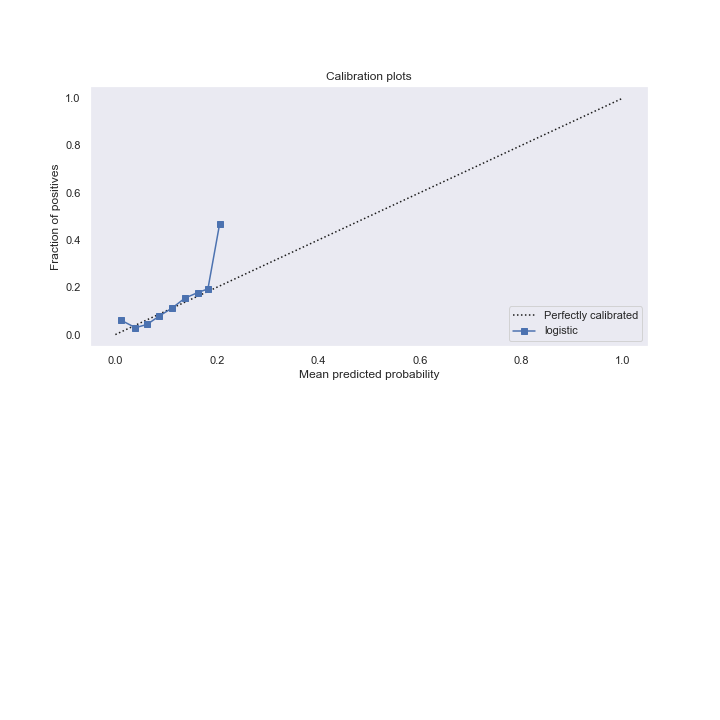 Calibration plots
1.0
0.8
0.6
0.4
0.2
0.0
Fraction of positives
Perfectly calibrated
logistic
0.0 0.2 0.4 0.6 0.8 1.0
Mean predicted probability